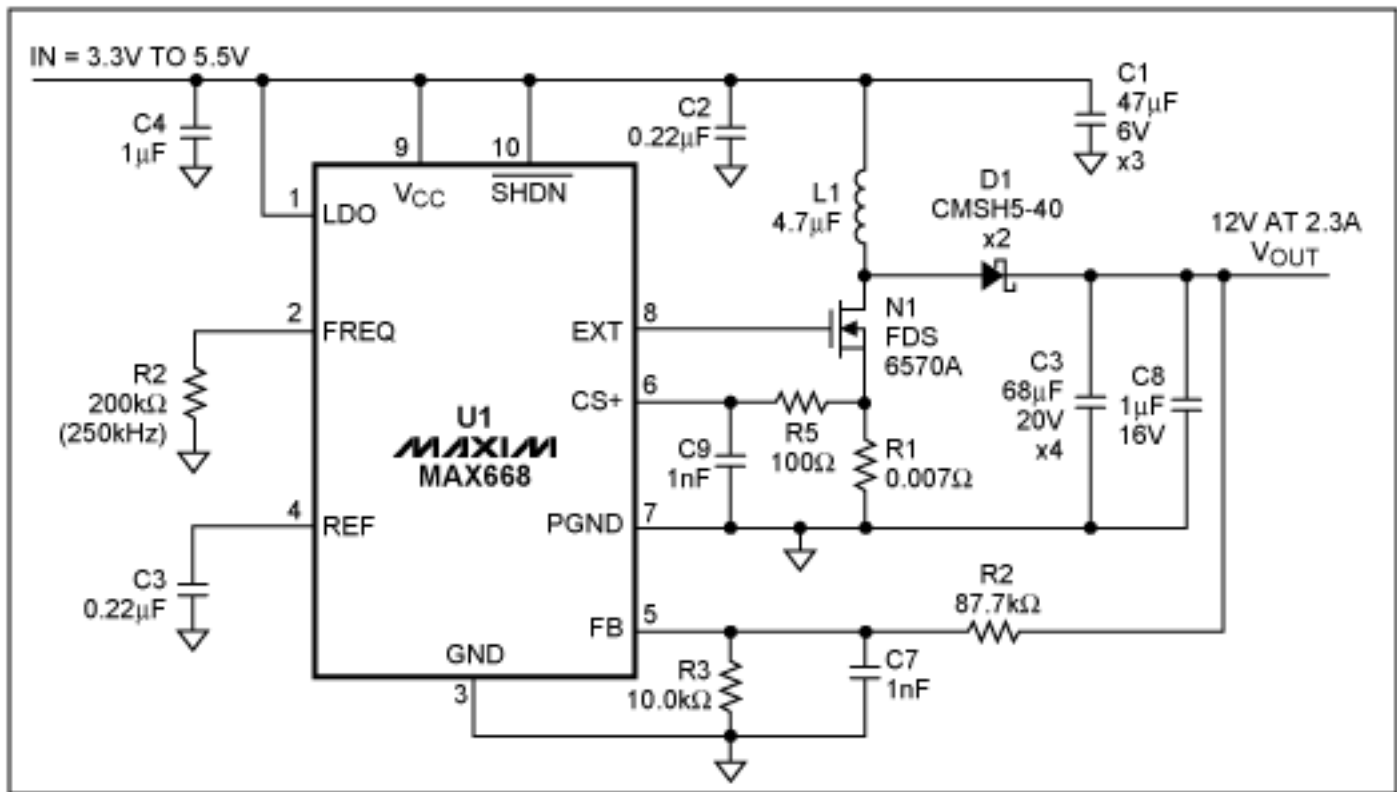 IN = 3.3V TO 5.5V
C4
1μF
9
10
VCC
SHDN
C2
0.22μF
C1
47μF
6V
x3
1
LDO
L1
4.7μF
D1
CMSH5-40
x2
12V AT 2.3A
VOUT
2
FREQ
EXT
8
N1
FDS
6570A
R2
200kΩ
(250kHz)
CS+
6
U1
MAXIM
MAX668
C9
1nF
R5
100Ω
R1
0.007Ω
C3
68μF
20V
x4
C8
1μF
16V
4
REF
PGND
7
C3
0.22μF
FB
5
R2
87.7kΩ
GND
3
R3
10.0kΩ
C7
1nF